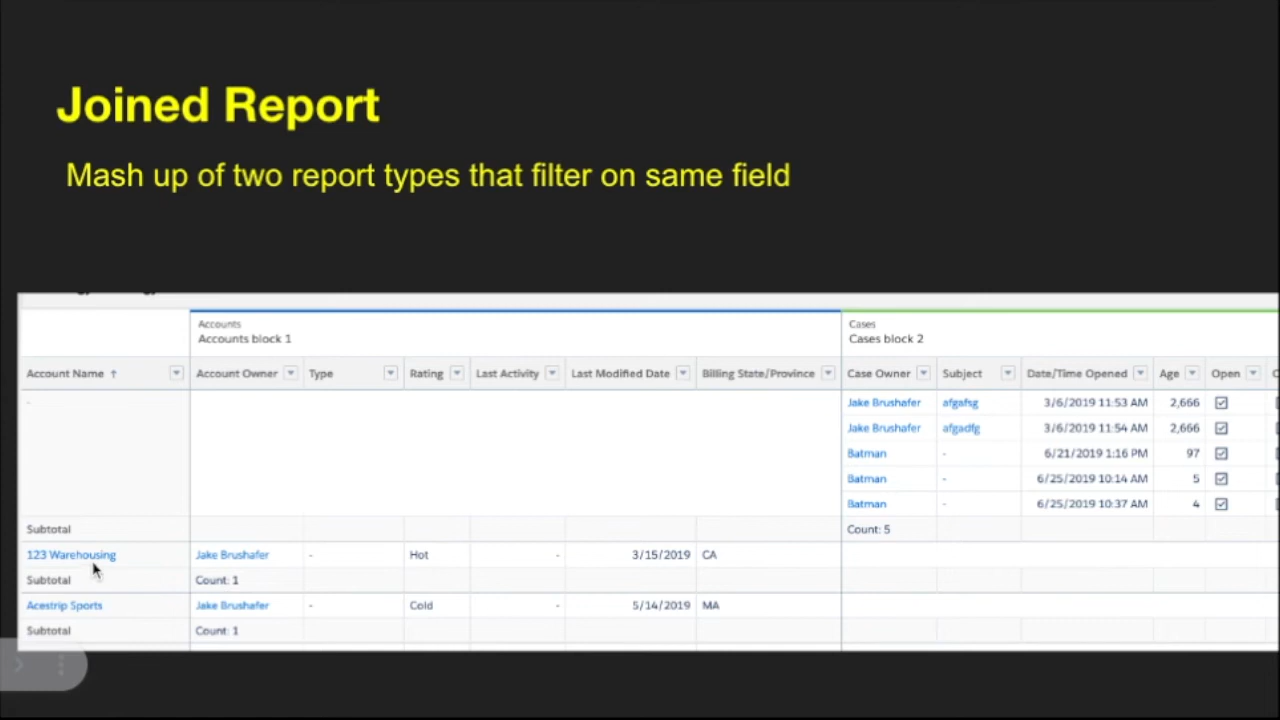 Joined Report
Mash up of two report types that filter on same field
Accounts Cases
Accounts block 1 Cases block 2
Account Name ↑ Account Owner Type Rating Last Activity Last Modified Date Billing State/Province Case Owner Subject Date/Time Opened Age Open
- Jake Brushafer afgafsg 3/6/2019 11:53 AM 2,666
Jake Brushafer afgadfg 3/6/2019 11:54 AM 2,666
Batman - 6/21/2019 1:16 PM 97
Batman - 6/25/2019 10:14 AM 5
Batman - 6/25/2019 10:37 AM 4
Subtotal Count: 5
123 Warehousing Jake Brushafer - Hot - 3/15/2019 CA
Subtotal Count: 1
Acestrip Sports Jake Brushafer - Cold - 5/14/2019 MA
Subtotal Count: 1